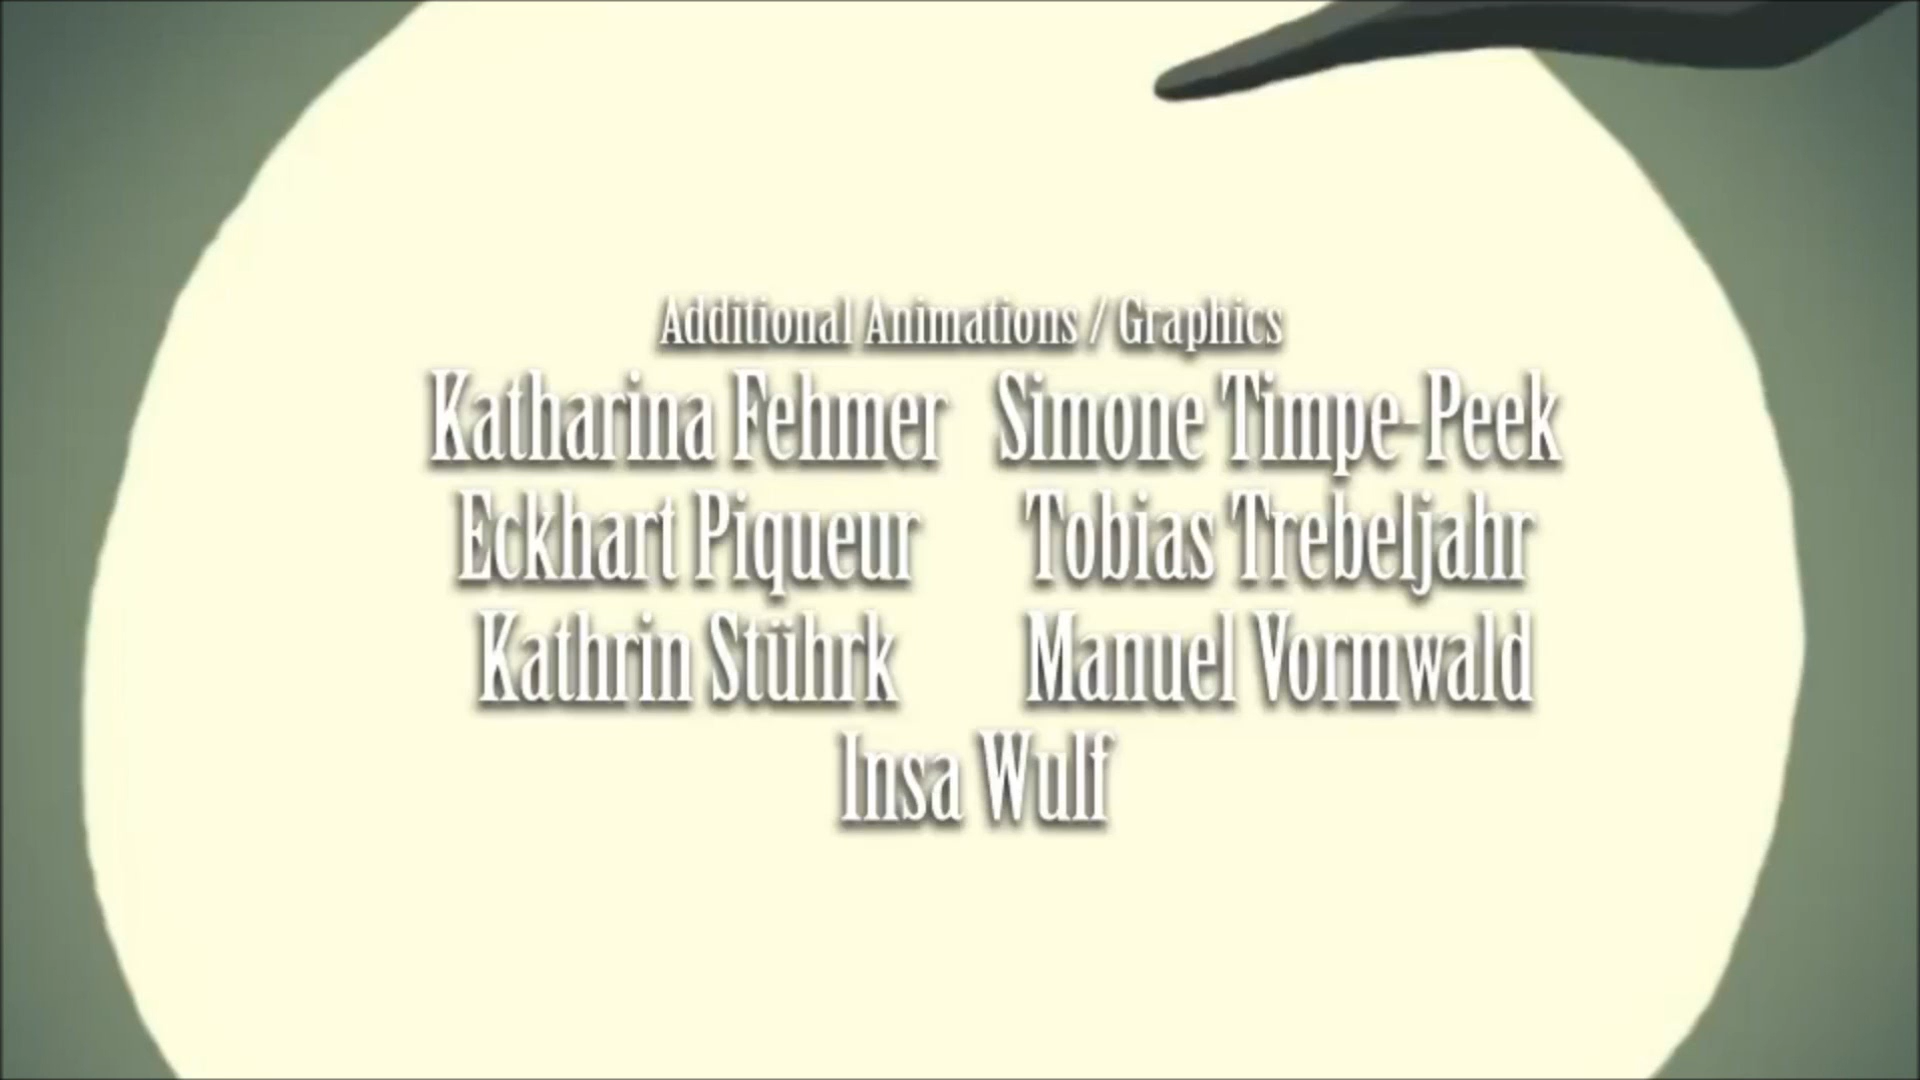 Additional Animations / Graphics
Katharina Fehmer Simone Timpe-Peek
Eckhart Piqueur Tobias Trebeljahr
Kathrin Stührk Manuel Vormwald
Insa Wulf